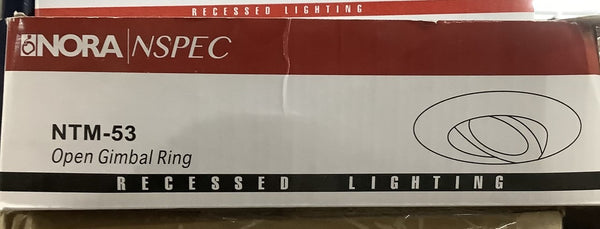 RECESSED LIGHTING
NORA NSPEC
NTM-53
Open Gimbal Ring
RECESSED LIGHTING